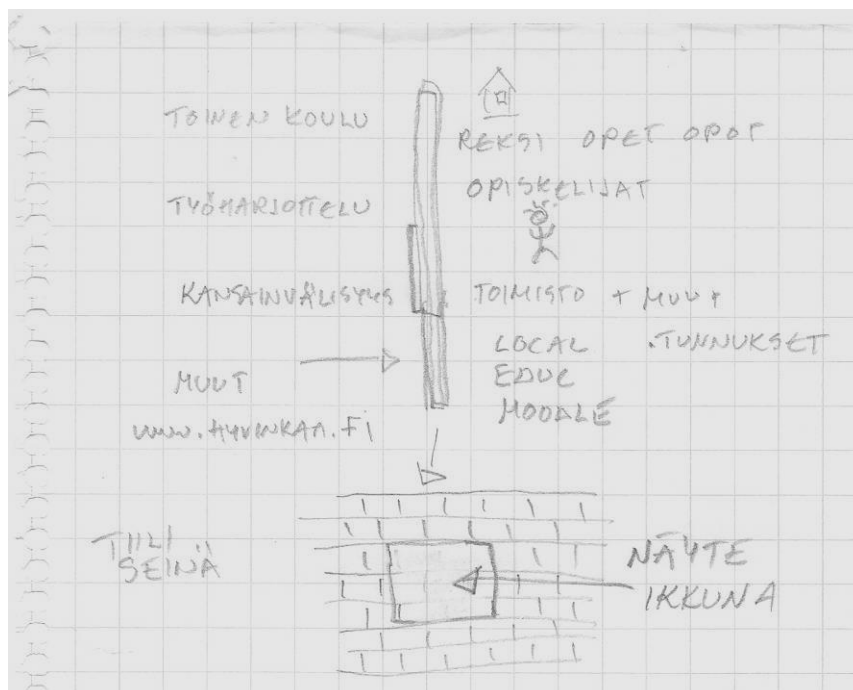 TOINEN KOULU
REKSI OPET OPOT
OPISKELIJAT
TYÖHARJOTTELU
KANSAINVÄLISYYS
TOIMISTO + MUUT
LOCAL .TUNNUKSET
EDUC
MOODLE
MUUT
www.HYVINKAA.Fi
TIILI
SEINÄ
NÄYTE
IKKUNA